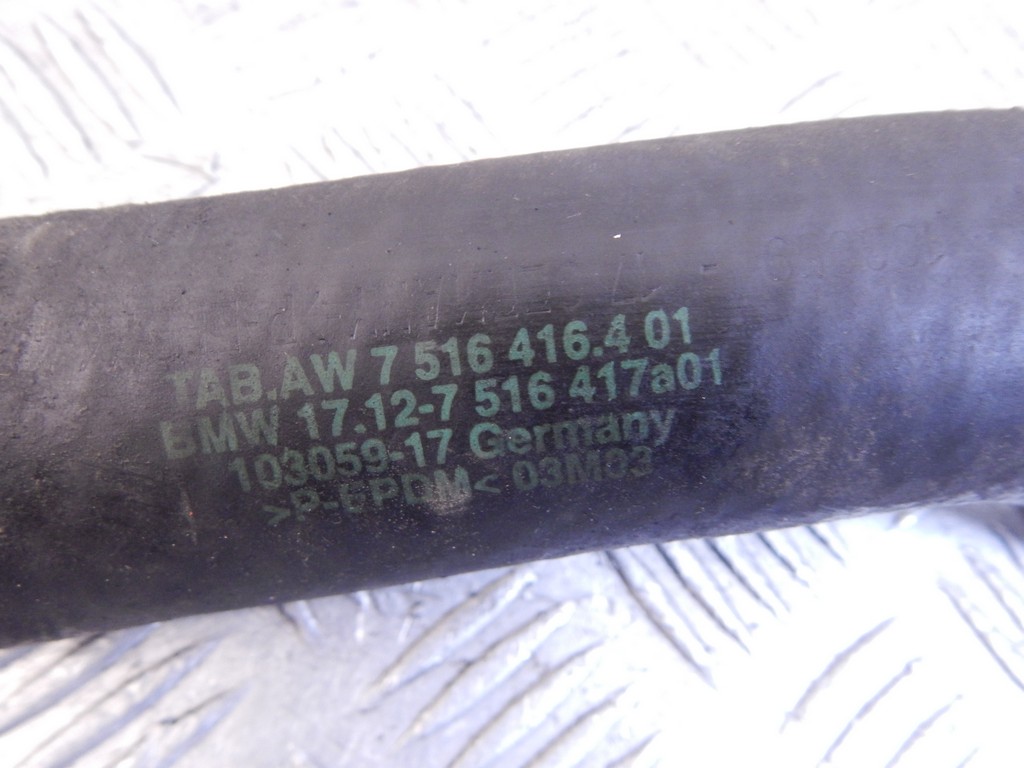 TAB.AW 7 516 416.4 01
BMW 17.12-7 516 417a01
103059-17 Germany
>P-EPDM< 03M03